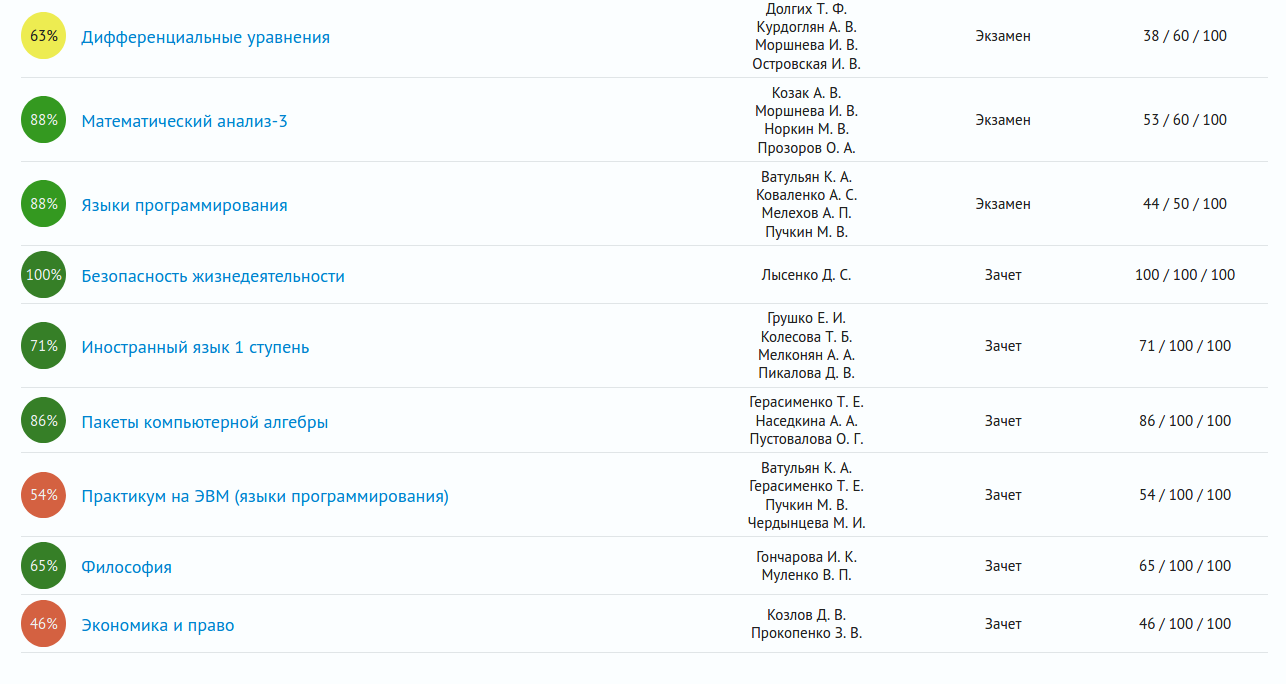 63% Дифференциальные уравнения
Долгих Т. Ф.
Курдоглян А. В.
Моршнева И. В.
Островская И. В.
Экзамен
38 / 60 / 100
88% Математический анализ-3
Козак А. В.
Моршнева И. В.
Норкин М. В.
Прозоров О. А.
Экзамен
53 / 60 / 100
88% Языки программирования
Ватульян К. А.
Коваленко А. С.
Мелехов А. П.
Пучкин М. В.
Экзамен
44 / 50 / 100
100% Безопасность жизнедеятельности
Лысенко Д. С.
Зачет
100 / 100 / 100
71% Иностранный язык 1 ступень
Грушко Е. И.
Колесова Т. Б.
Мелконян А. А.
Пикалова Д. В.
Зачет
71 / 100 / 100
86% Пакеты компьютерной алгебры
Герасименко Т. Е.
Наседкина А. А.
Пустовалова О. Г.
Зачет
86 / 100 / 100
54% Практикум на ЭВМ (языки программирования)
Ватульян К. А.
Герасименко Т. Е.
Пучкин М. В.
Чердынцева М. И.
Зачет
54 / 100 / 100
65% Философия
Гончарова И. К.
Муленко В. П.
Зачет
65 / 100 / 100
46% Экономика и право
Козлов Д. В.
Прокопенко З. В.
Зачет
46 / 100 / 100